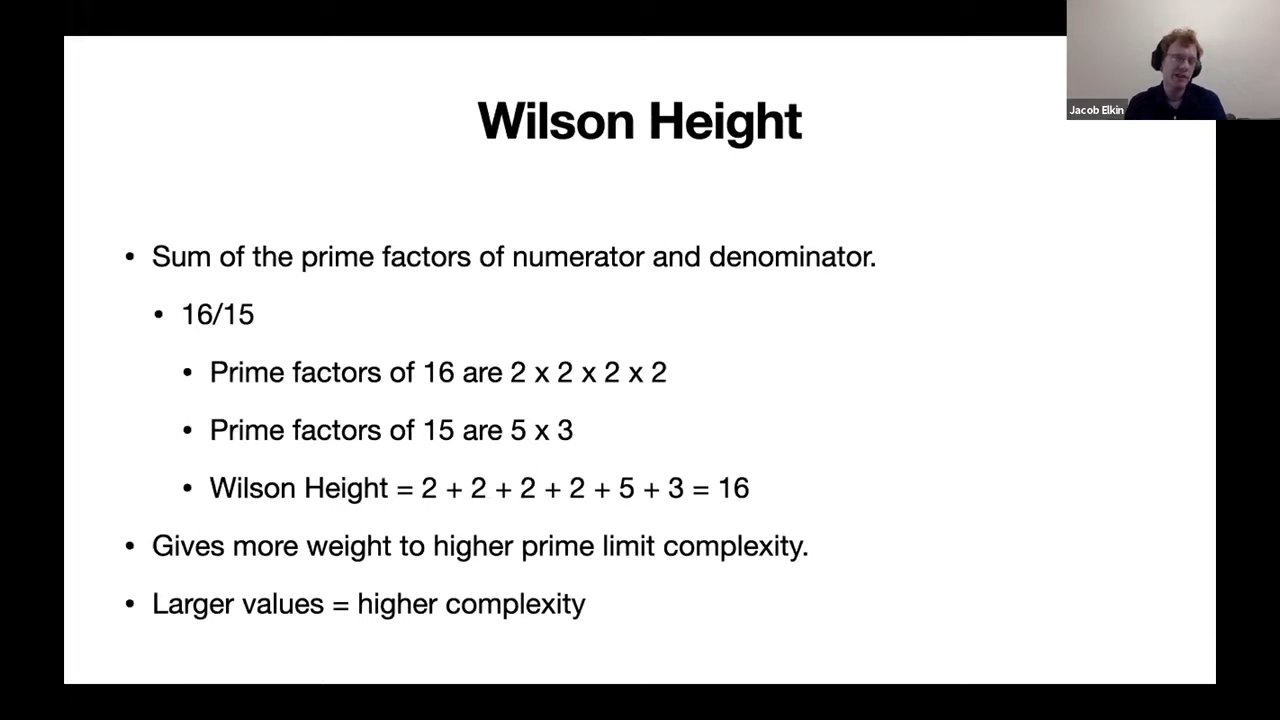 Wilson Height
Jacob Elkin
• Sum of the prime factors of numerator and denominator.
• 16/15
• Prime factors of 16 are 2 x 2 x 2 x 2
• Prime factors of 15 are 5 x 3
• Wilson Height = 2 + 2 + 2 + 2 + 5 + 3 = 16
• Gives more weight to higher prime limit complexity.
• Larger values = higher complexity